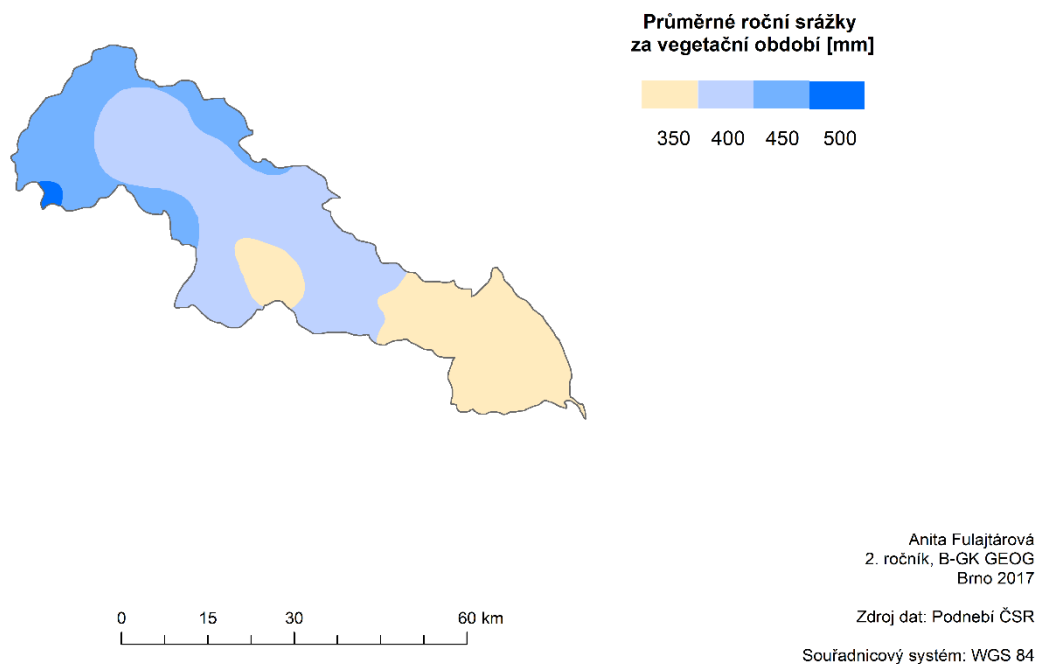 Průměrné roční srážky
za vegetační období [mm]
350 400 450 500
Anita Fulajtárová
2. ročník, B-GK GEOG
Brno 2017
Zdroj dat: Podnebí ČSR
Souřadnicový systém: WGS 84
0 15 30 60 km